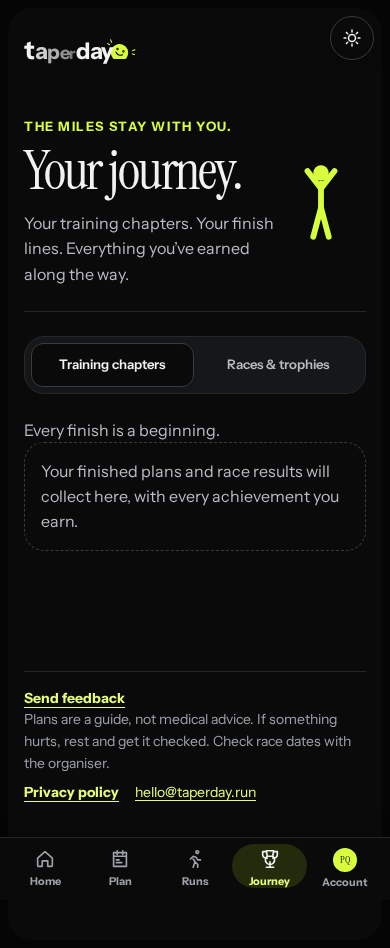 taperday
THE MILES STAY WITH YOU.
Your journey.
Your training chapters. Your finish
lines. Everything you’ve earned
along the way.
Training chapters
Races & trophies
Every finish is a beginning.
Your finished plans and race results will
collect here, with every achievement you
earn.
Send feedback
Plans are a guide, not medical advice. If something
hurts, rest and get it checked. Check race dates with
the organiser.
Privacy policy hello@taperday.run
PQ
Home Plan Runs Journey Account